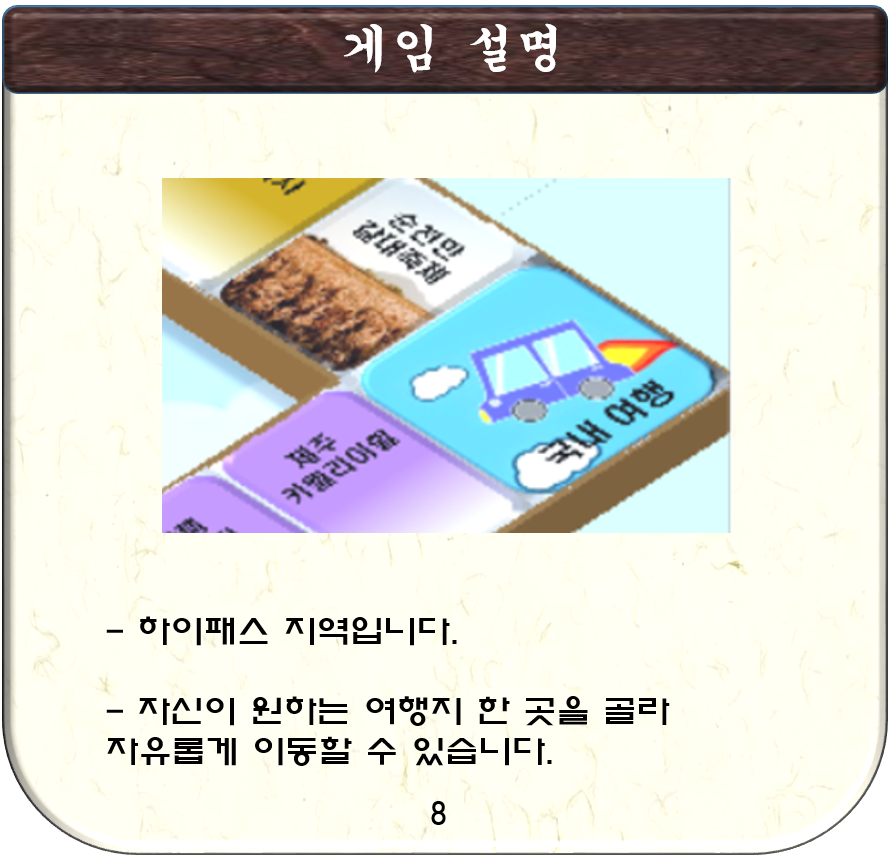 게임 설명
순천만
갈대축제
국내 여행
제주
카멜리아힐
- 하이패스 지역입니다.
- 자신이 원하는 여행지 한 곳을 골라
자유롭게 이동할 수 있습니다.
8